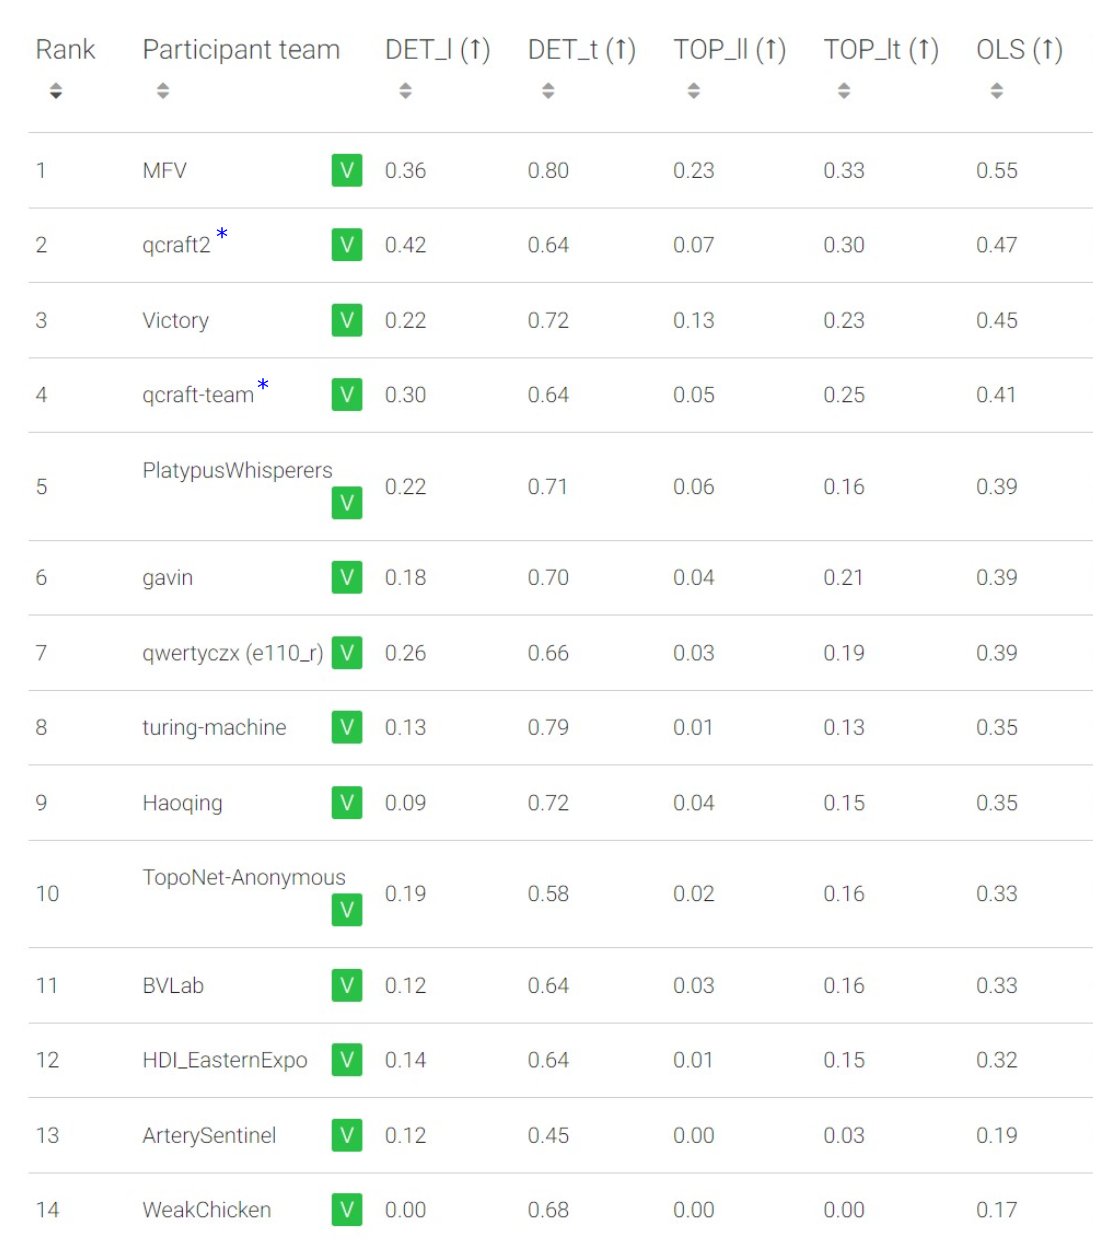 Rank Participant team DET_l (↑) DET_t (↑) TOP_ll (↑) TOP_lt (↑) OLS (↑)
1 MFV V 0.36 0.80 0.23 0.33 0.55
2 qcraft2 * V 0.42 0.64 0.07 0.30 0.47
3 Victory V 0.22 0.72 0.13 0.23 0.45
4 qcraft-team * V 0.30 0.64 0.05 0.25 0.41
5 PlatypusWhisperers V 0.22 0.71 0.06 0.16 0.39
6 gavin V 0.18 0.70 0.04 0.21 0.39
7 qwertyczx (e110_r) V 0.26 0.66 0.03 0.19 0.39
8 turing-machine V 0.13 0.79 0.01 0.13 0.35
9 Haoqing V 0.09 0.72 0.04 0.15 0.35
10 TopoNet-Anonymous V 0.19 0.58 0.02 0.16 0.33
11 BVLab V 0.12 0.64 0.03 0.16 0.33
12 HDI_EasternExpo V 0.14 0.64 0.01 0.15 0.32
13 ArterySentinel V 0.12 0.45 0.00 0.03 0.19
14 WeakChicken V 0.00 0.68 0.00 0.00 0.17